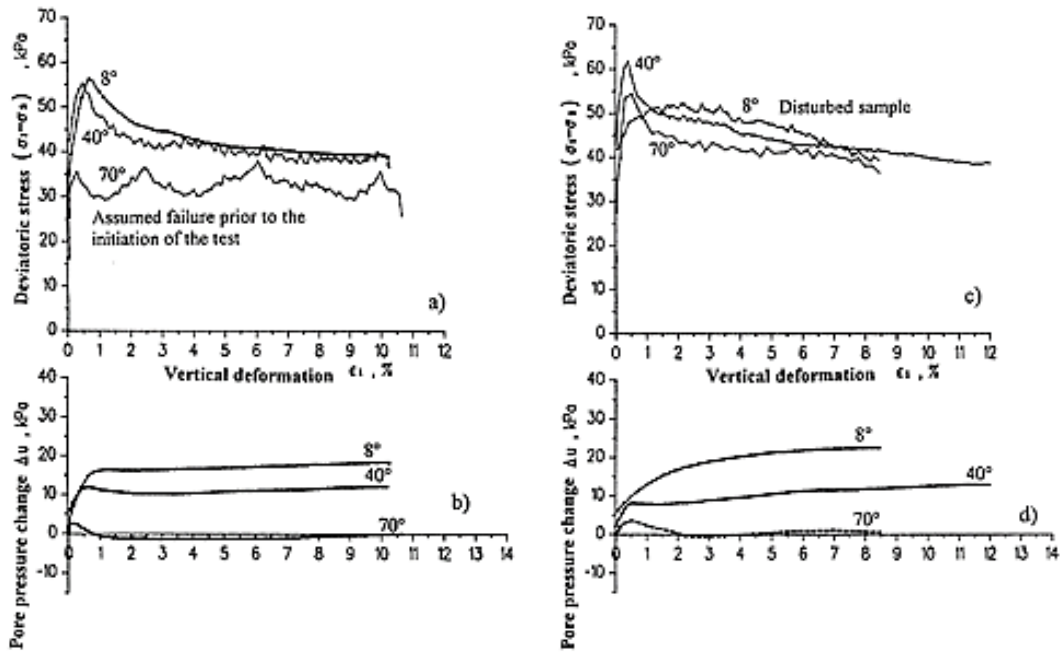 Deviatoric stress (σ₁-σ₃) , kPa
70
60
50
40
30
20
10
0
8°
40°
70°
Assumed failure prior to the
initiation of the test
a)
0 1 2 3 4 5 6 7 8 9 10 11 12
Vertical deformation ϵ₁ , %
Pore pressure change Δu , kPa
40
30
20
10
0
-10
8°
40°
70°
b)
0 1 2 3 4 5 6 7 8 9 10 11 12 13 14
Deviatoric stress (σ₁-σ₃) , kPa
70
60
50
40
30
20
10
0
40°
8° Disturbed sample
70°
c)
0 1 2 3 4 5 6 7 8 9 10 11 12
Vertical deformation ϵ₁ , %
Pore pressure change Δu , kPa
40
30
20
10
0
-10
8°
40°
70°
d)
0 1 2 3 4 5 6 7 8 9 10 11 12 13 14